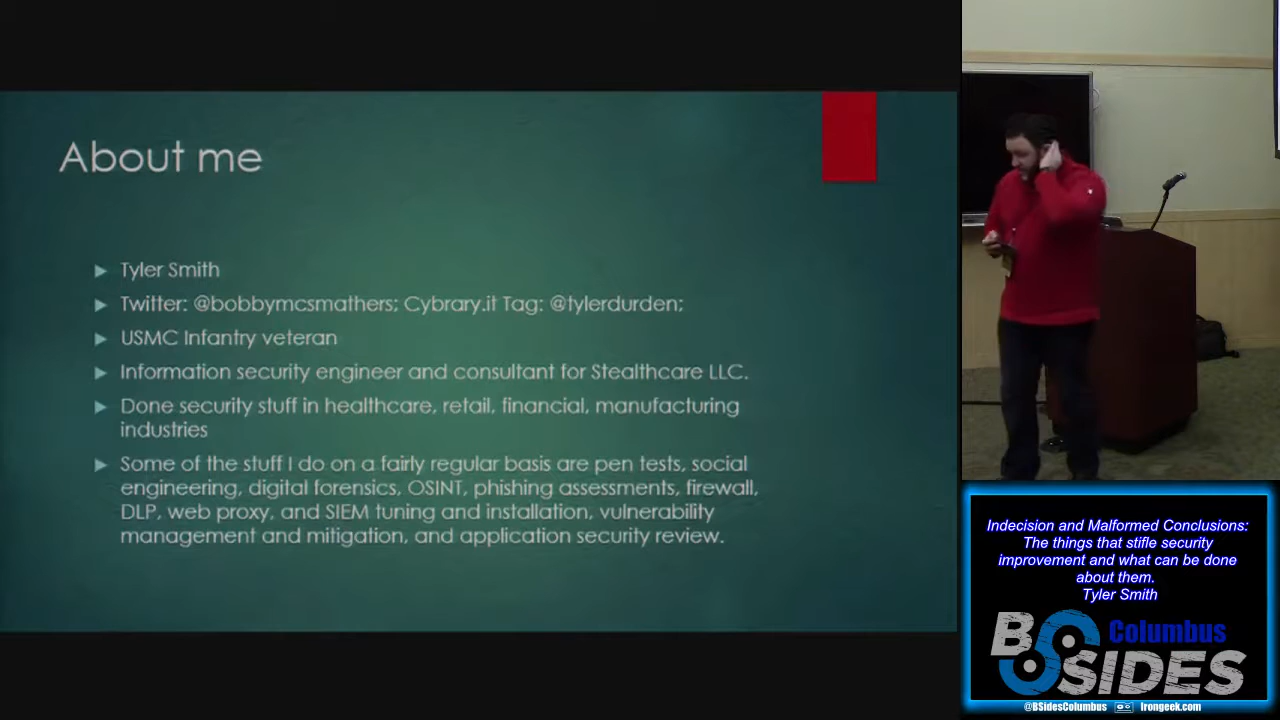 About me
Tyler Smith
Twitter: @bobbymcsmathers; Cybrary.it Tag: @tylerdurden;
USMC Infantry veteran
Information security engineer and consultant for Stealthcare LLC.
Done security stuff in healthcare, retail, financial, manufacturing
industries
Some of the stuff I do on a fairly regular basis are pen tests, social
engineering, digital forensics, OSINT, phishing assessments, firewall,
DLP, web proxy, and SIEM tuning and installation, vulnerability
management and mitigation, and application security review.
Indecision and Malformed Conclusions:
The things that stifle security
improvement and what can be done
about them.
Tyler Smith
BSIDES Columbus
@BSidesColumbus Irongeek.com